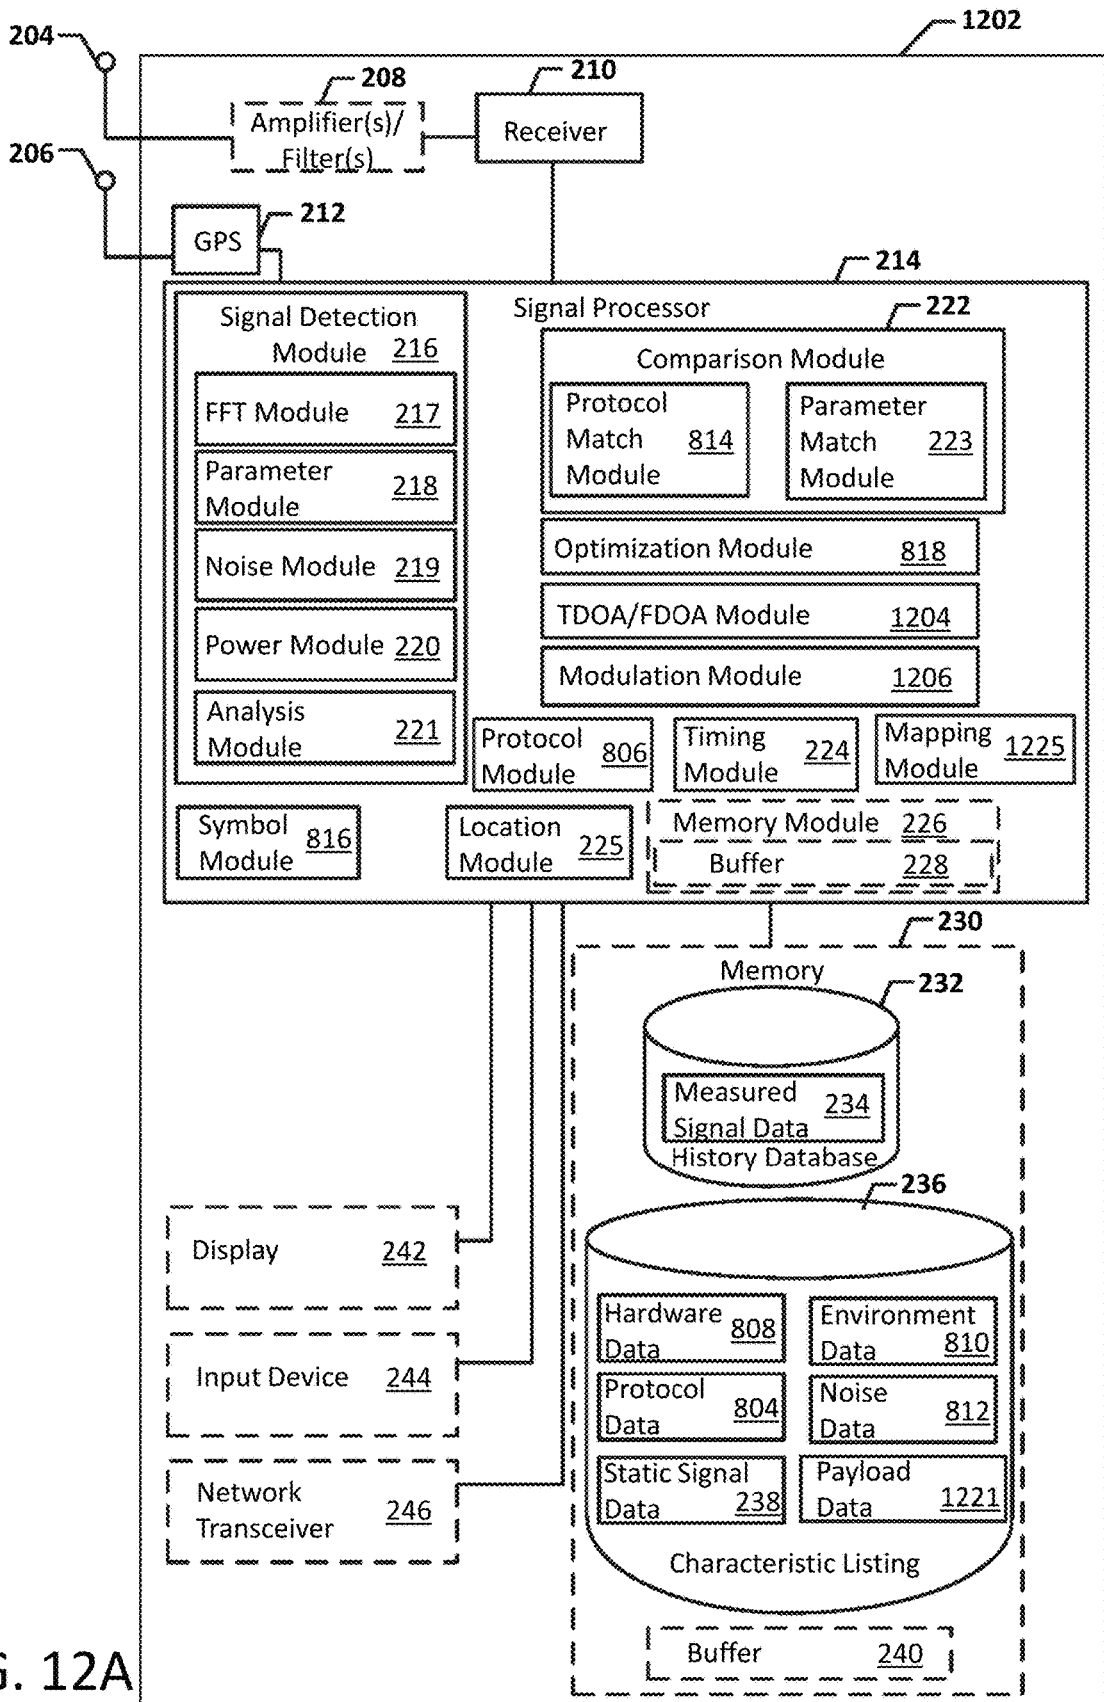 204
1202
208
210
Amplifier(s)/
Filter(s)
Receiver
206
212
GPS
214
Signal Processor
Signal Detection
Module 216
FFT Module 217
Parameter
Module 218
Noise Module 219
Power Module 220
Analysis
Module 221
222
Comparison Module
Protocol
Match 814
Module
Parameter
Match 223
Module
Optimization Module 818
TDOA/FDOA Module 1204
Modulation Module 1206
Protocol
Module 806
Timing
Module 224
Mapping
Module 1225
Symbol
Module 816
Location
Module 225
Memory Module 226
Buffer 228
230
Memory
232
Measured
Signal Data 234
History Database
236
Display 242
Input Device 244
Network
Transceiver 246
Hardware
Data 808
Environment
Data 810
Protocol
Data 804
Noise
Data 812
Static Signal
Data 238
Payload
Data 1221
Characteristic Listing
Buffer 240
G. 12A